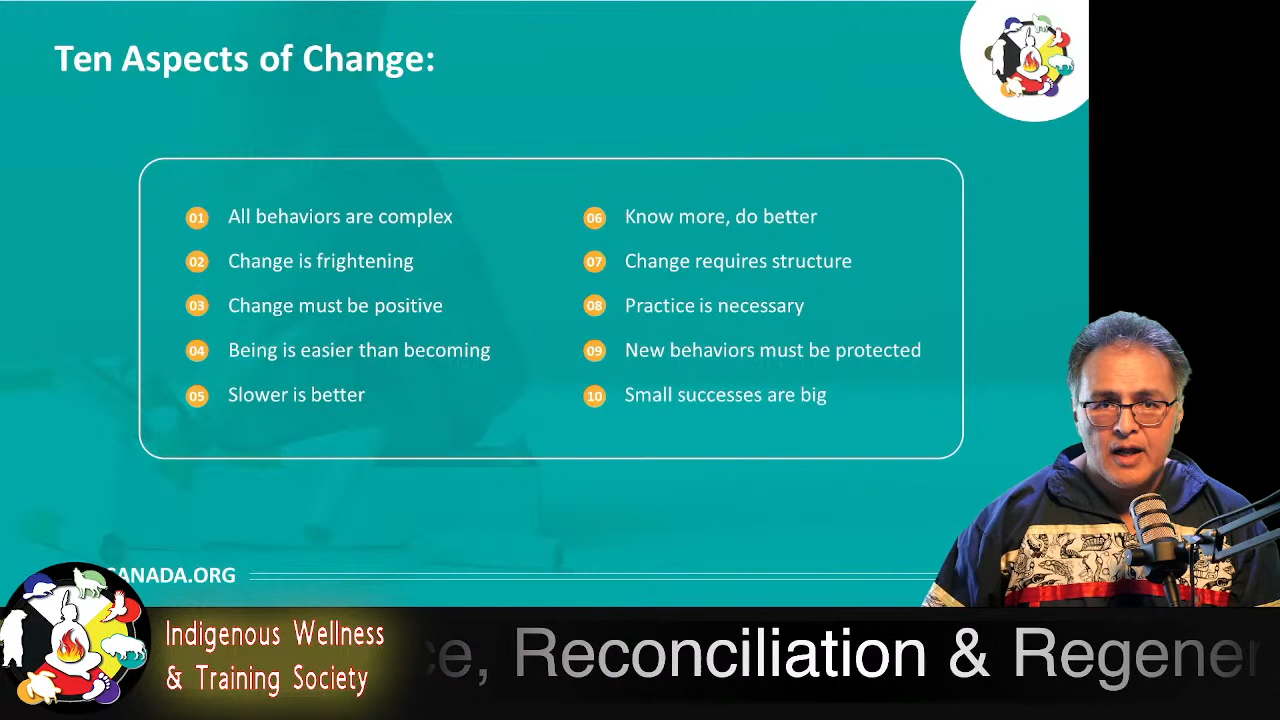 Ten Aspects of Change:
01 All behaviors are complex
02 Change is frightening
03 Change must be positive
04 Being is easier than becoming
05 Slower is better
06 Know more, do better
07 Change requires structure
08 Practice is necessary
09 New behaviors must be protected
10 Small successes are big
CANADA.ORG
Indigenous Wellness
& Training Society
Reconciliation &